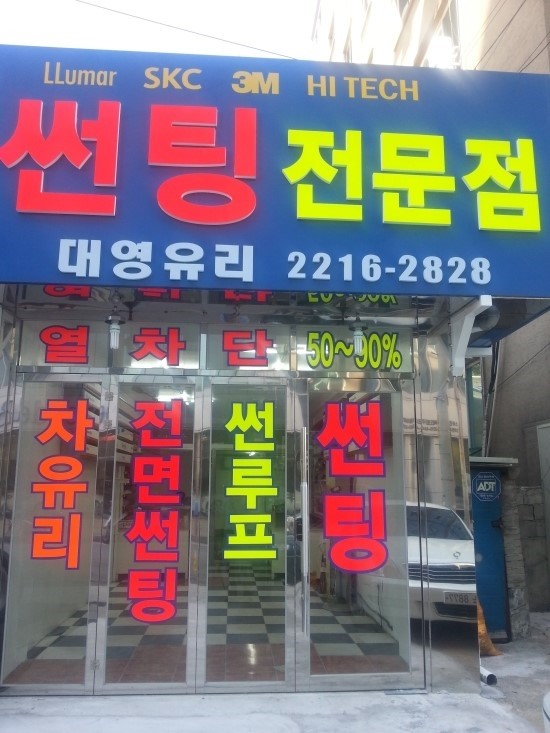 LLumar SKC 3M HI TECH
썬팅 전문점
대영유리 2216-2828
열차단 50~90%
차유리
전면썬팅
썬루프
썬팅
ADT